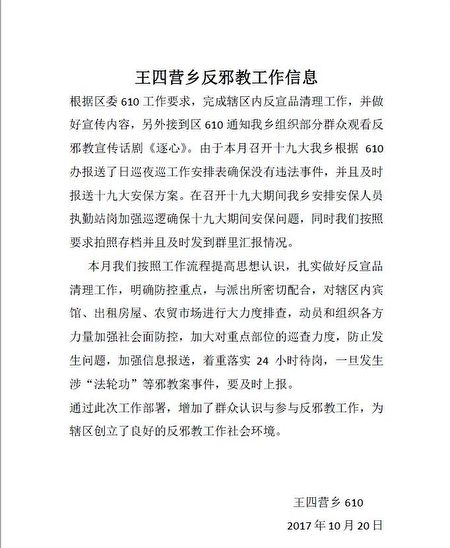 王四营乡反邪教工作信息
根据区委 610 工作要求，完成辖区内反宣品清理工作，并做
好宣传内容，另外接到区 610 通知我乡组织部分群众观看反
邪教宣传话剧《逐心》。由于本月召开十九大我乡根据 610
办报送了日巡夜巡工作安排表确保没有违法事件，并且及时
报送十九大安保方案。在召开十九大期间我乡安排安保人员
执勤站岗加强巡逻确保十九大期间安保问题，同时我们按照
要求拍照存档并且及时发到群里汇报情况。
本月我们按照工作流程提高思想认识，扎实做好反宣品
清理工作，明确防控重点，与派出所密切配合，对辖区内宾
馆、出租房屋、农贸市场进行大力度排查，动员和组织各方
力量加强社会面防控，加大对重点部位的巡查力度，防止发
生问题，加强信息报送，着重落实 24 小时待岗，一旦发生
涉“法轮功”等邪教案事件，要及时上报。
通过此次工作部署，增加了群众认识与参与反邪教工作，为
辖区创立了良好的反邪教工作社会环境。
王四营乡 610
2017 年 10 月 20 日